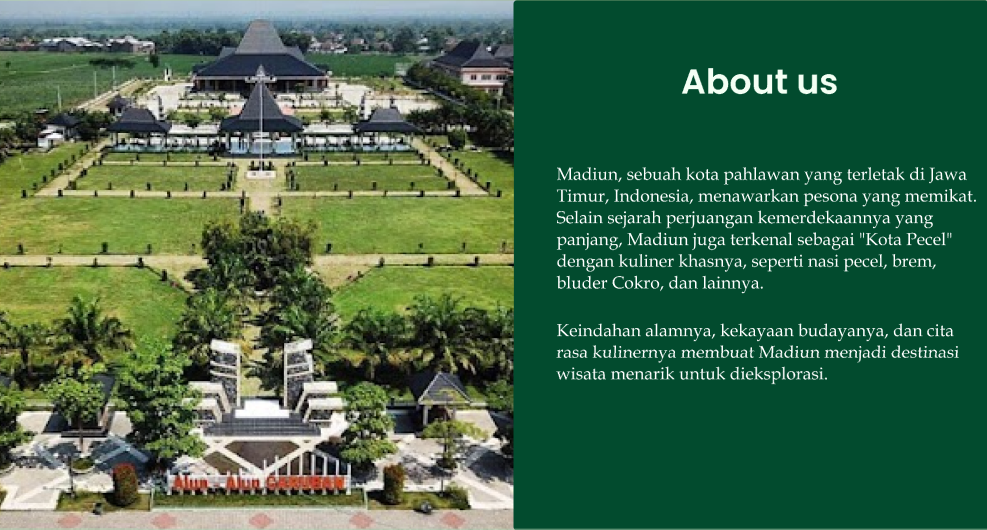 About us
Madiun, sebuah kota pahlawan yang terletak di Jawa
Timur, Indonesia, menawarkan pesona yang memikat.
Selain sejarah perjuangan kemerdekaannya yang
panjang, Madiun juga terkenal sebagai "Kota Pecel"
dengan kuliner khasnya, seperti nasi pecel, brem,
bluder Cokro, dan lainnya.
Keindahan alamnya, kekayaan budayanya, dan cita
rasa kulinernya membuat Madiun menjadi destinasi
wisata menarik untuk dieksplorasi.
Alun - Alun CARUBAN